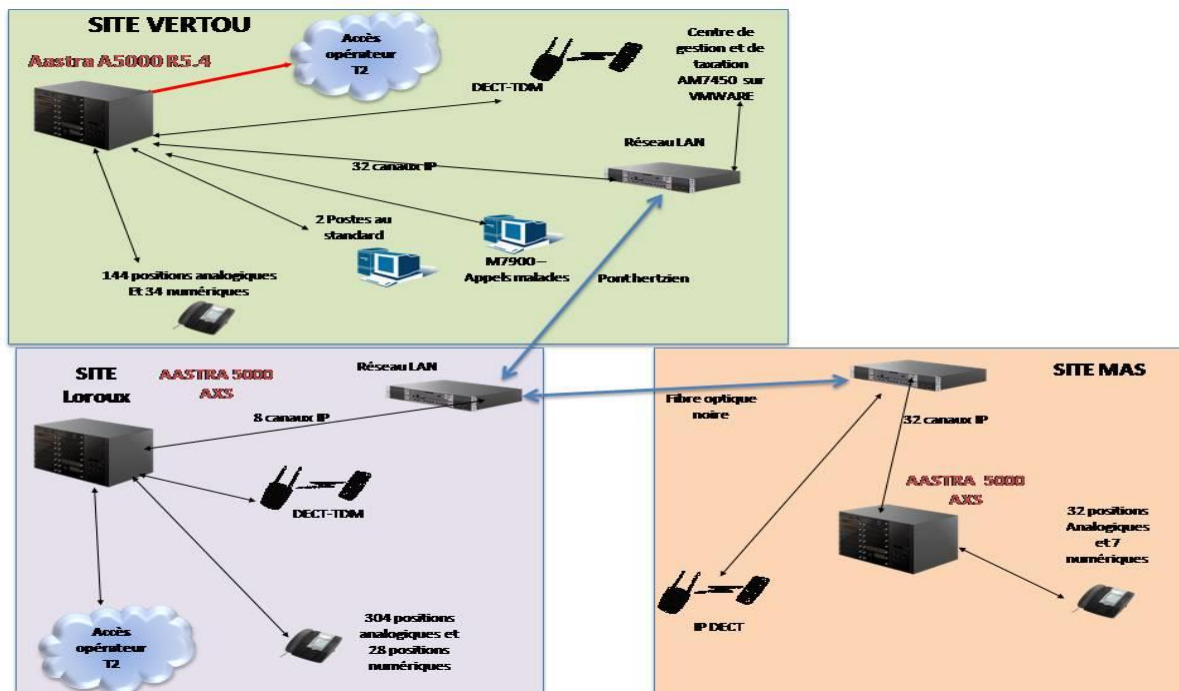 SITE VERTOU
Aastra A5000 R5.4
Accès
opérateur
T2
DECT-TDM
Centre de
gestion et de
taxation
AM7450 sur
VMWARE
Réseau LAN
32 canaux IP
2 Postes au
standard
M7900–
Appels malades
Pont hertzien
144 positions analogiques
Et 34 numériques
SITE
Loroux
AASTRA 5000
AXS
Réseau LAN
8 canaux IP
DECT-TDM
Accès
opérateur
T2
304 positions
analogiques et
28 positions
numériques
Fibre optique
noire
SITE MAS
32 canaux IP
AASTRA 5000
AXS
32 positions
Analogiques
et 7
numériques
IP DECT